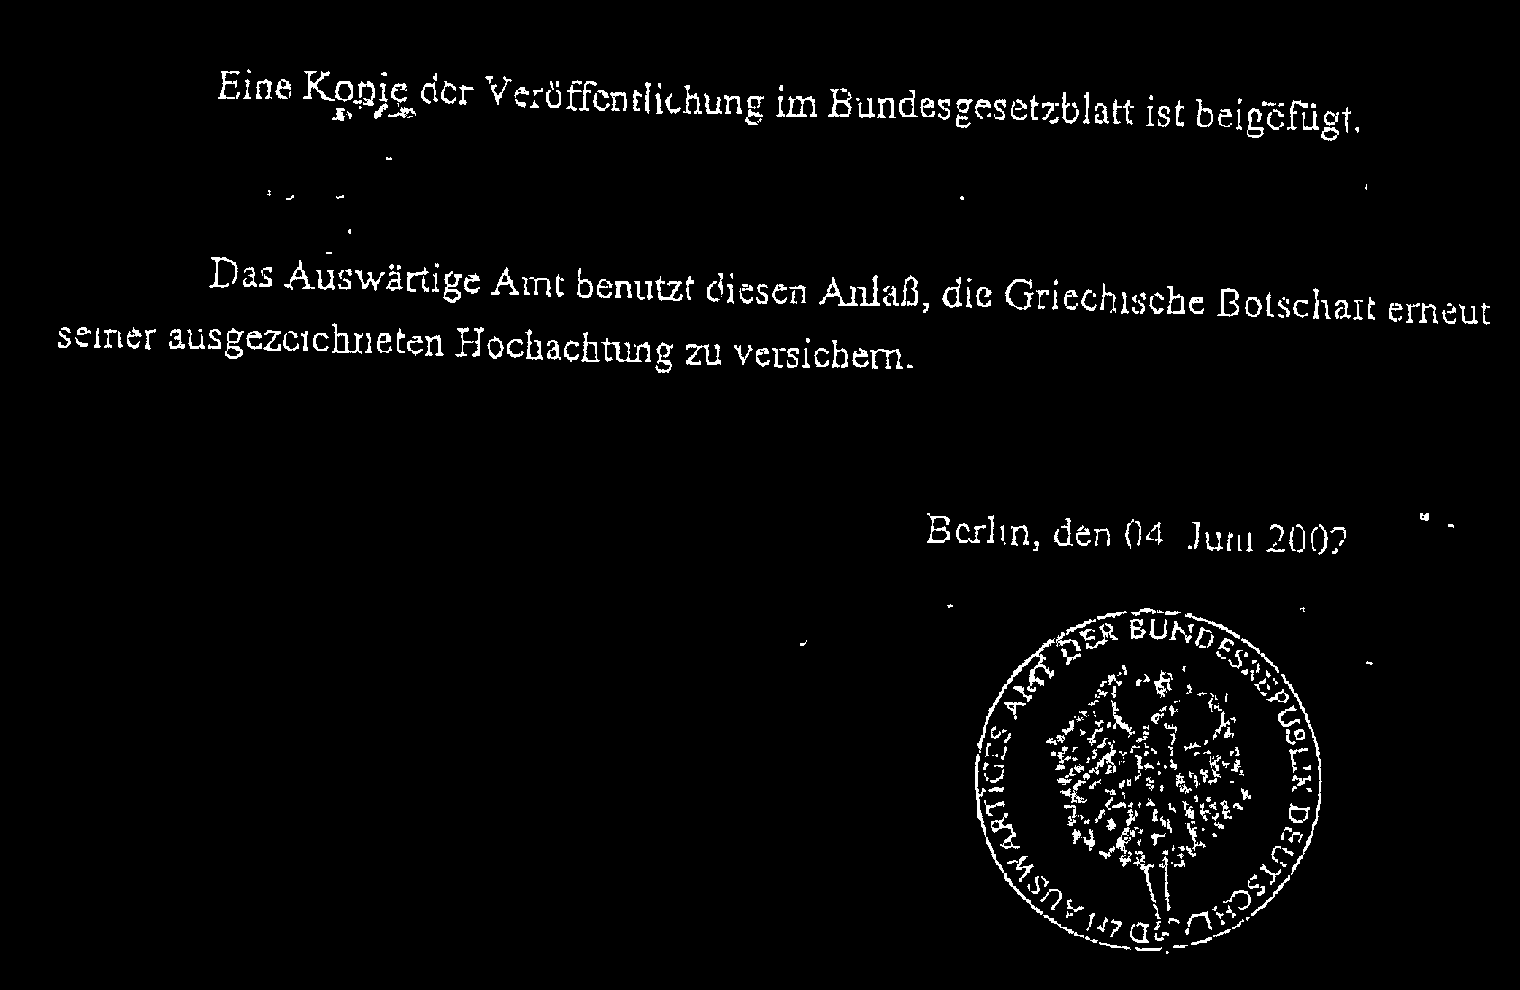 Eine Kopie der Veröffentlichung im Bundesgesetzblatt ist beigefügt.
Das Auswärtige Amt benutzt diesen Anlaß, die Griechische Botschaft erneut
seiner ausgezeichneten Hochachtung zu versichern.
Berlin, den 04 Juni 2007
AUSWÄRTIGES AMT DER BUNDESREPUBLIK DEUTSCHLAND